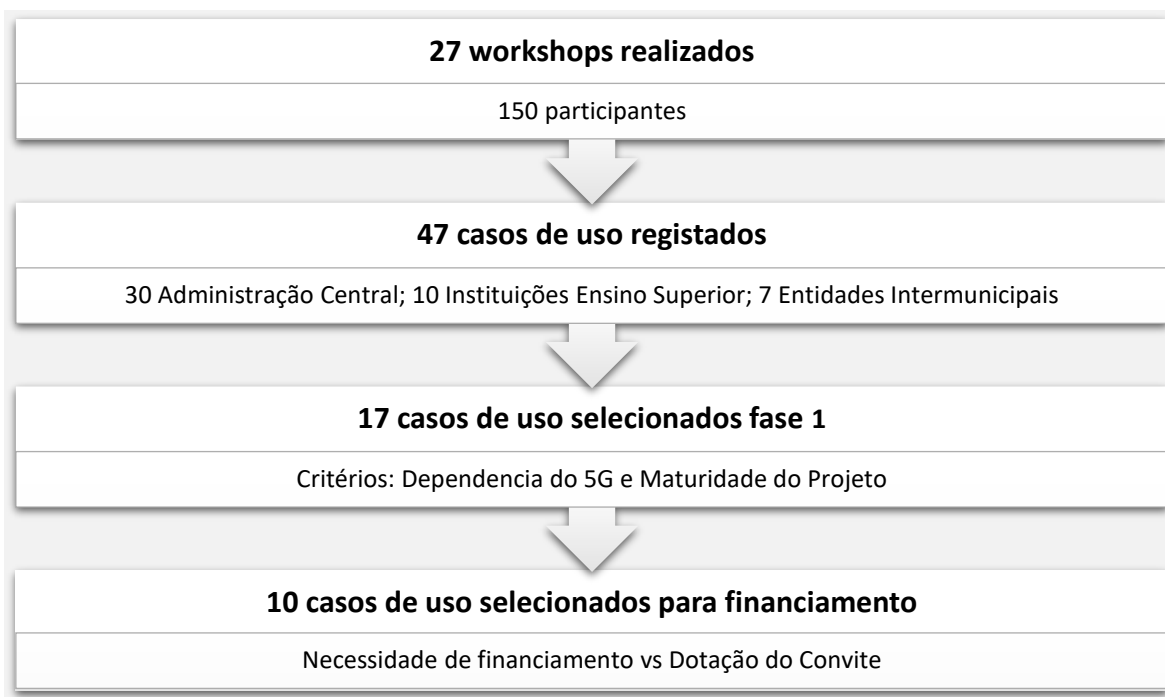 27 workshops realizados
150 participantes
47 casos de uso registados
30 Administração Central; 10 Instituições Ensino Superior; 7 Entidades Intermunicipais
17 casos de uso selecionados fase 1
Critérios: Dependencia do 5G e Maturidade do Projeto
10 casos de uso selecionados para financiamento
Necessidade de financiamento vs Dotação do Convite